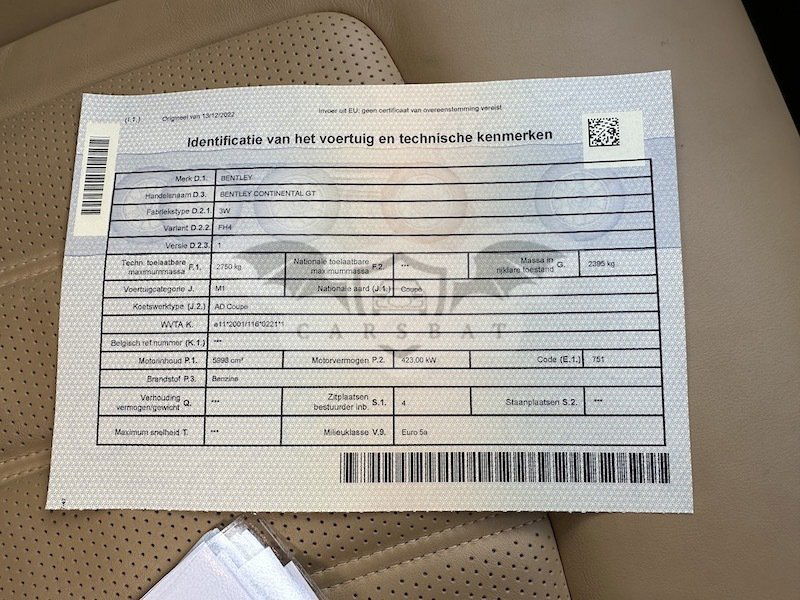 (I.1.) Origineel van 13/12/2022 Invoer uit EU: geen certificaat van overeenstemming vereist
Identificatie van het voertuig en technische kenmerken
Merk D.1. BENTLEY
Handelsnaam D.3. BENTLEY CONTINENTAL GT
Fabriekstype D.2.1. 3W
Variant D.2.2. FH4
Versie D.2.3. 1
Techn. toelaatbare maximummassa F.1. 2750 kg Nationale toelaatbare maximummassa F.2. *** Massa in rijklare toestand G. 2395 kg
Voertuigcategorie J. M1 Nationale aard (J.1.) Coupé
Koetswerktype (J.2.) AD Coupe
WVTA K. e11*2001/116*0221*1
CARSBAT
Belgisch ref nummer (K.1.) ***
Motorinhoud P.1. 5998 cm³ Motorvermogen P.2. 423,00 kW Code (E.1.) 751
Brandstof P.3. Benzine
Verhouding vermogen/gewicht Q. *** Zitplaatsen bestuurder inb. S.1. 4 Staanplaatsen S.2. ***
Maximum snelheid T. *** Milieuklasse V.9. Euro 5a